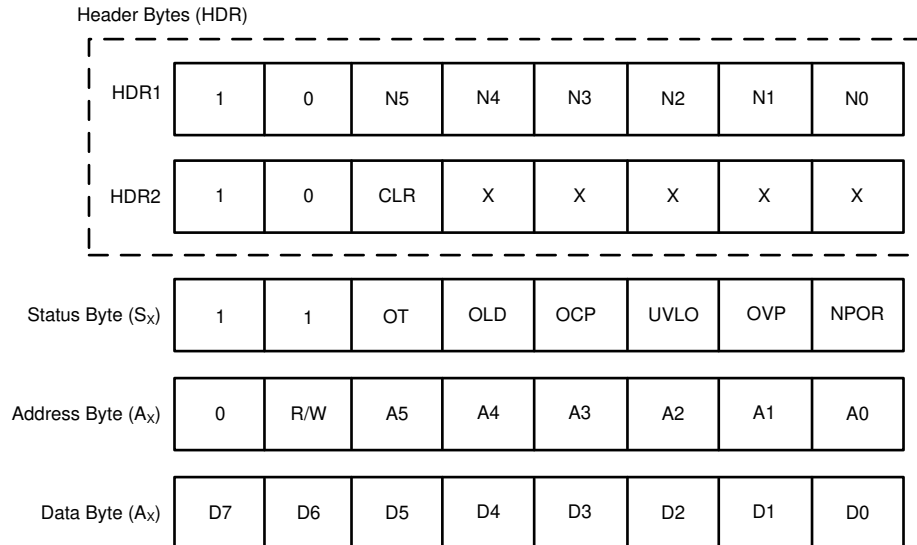 Header Bytes (HDR)
HDR1 1 0 N5 N4 N3 N2 N1 N0
HDR2 1 0 CLR X X X X X
Status Byte (SX) 1 1 OT OLD OCP UVLO OVP NPOR
Address Byte (AX) 0 R/W A5 A4 A3 A2 A1 A0
Data Byte (AX) D7 D6 D5 D4 D3 D2 D1 D0